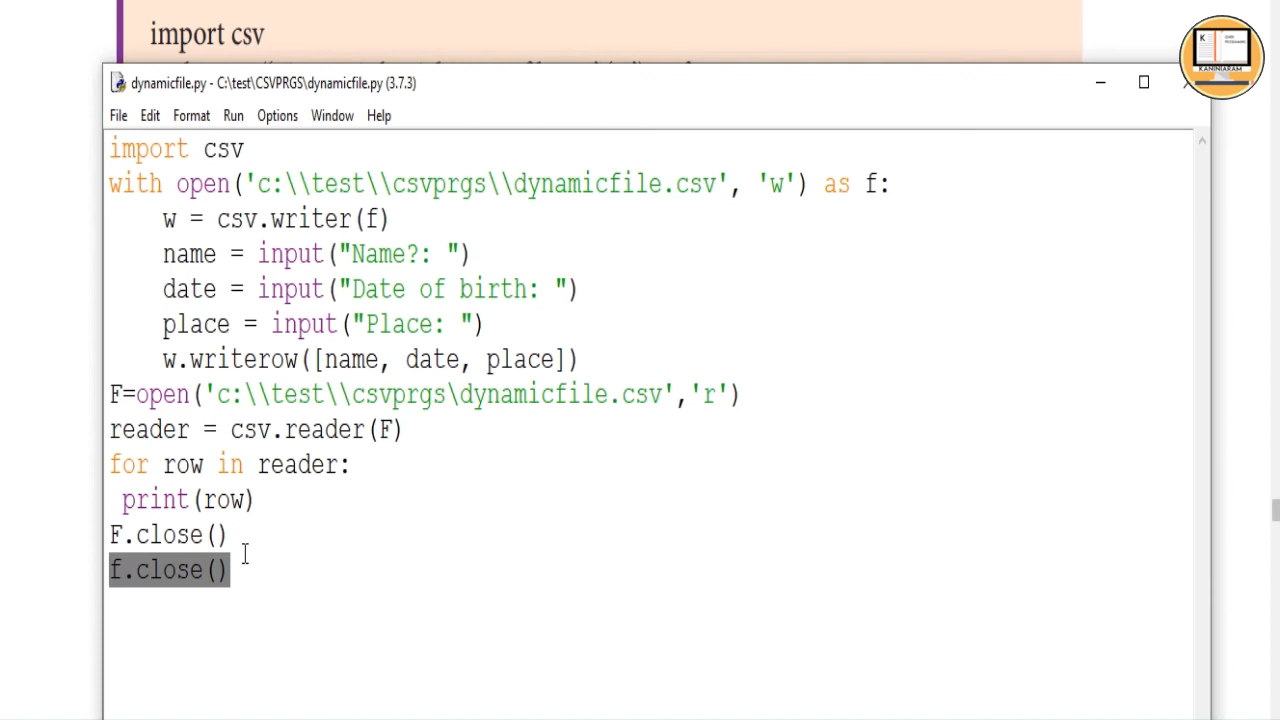 import csv
dynamicfile.py - C:\test\CSVPRGS\dynamicfile.py (3.7.3)
File Edit Format Run Options Window Help
import csv
with open('c:\\test\\csvprgs\\dynamicfile.csv', 'w') as f:
    w = csv.writer(f)
    name = input("Name?: ")
    date = input("Date of birth: ")
    place = input("Place: ")
    w.writerow([name, date, place])
F=open('c:\\test\\csvprgs\dynamicfile.csv','r')
reader = csv.reader(F)
for row in reader:
 print(row)
F.close()
f.close()
K
KANINIARAM